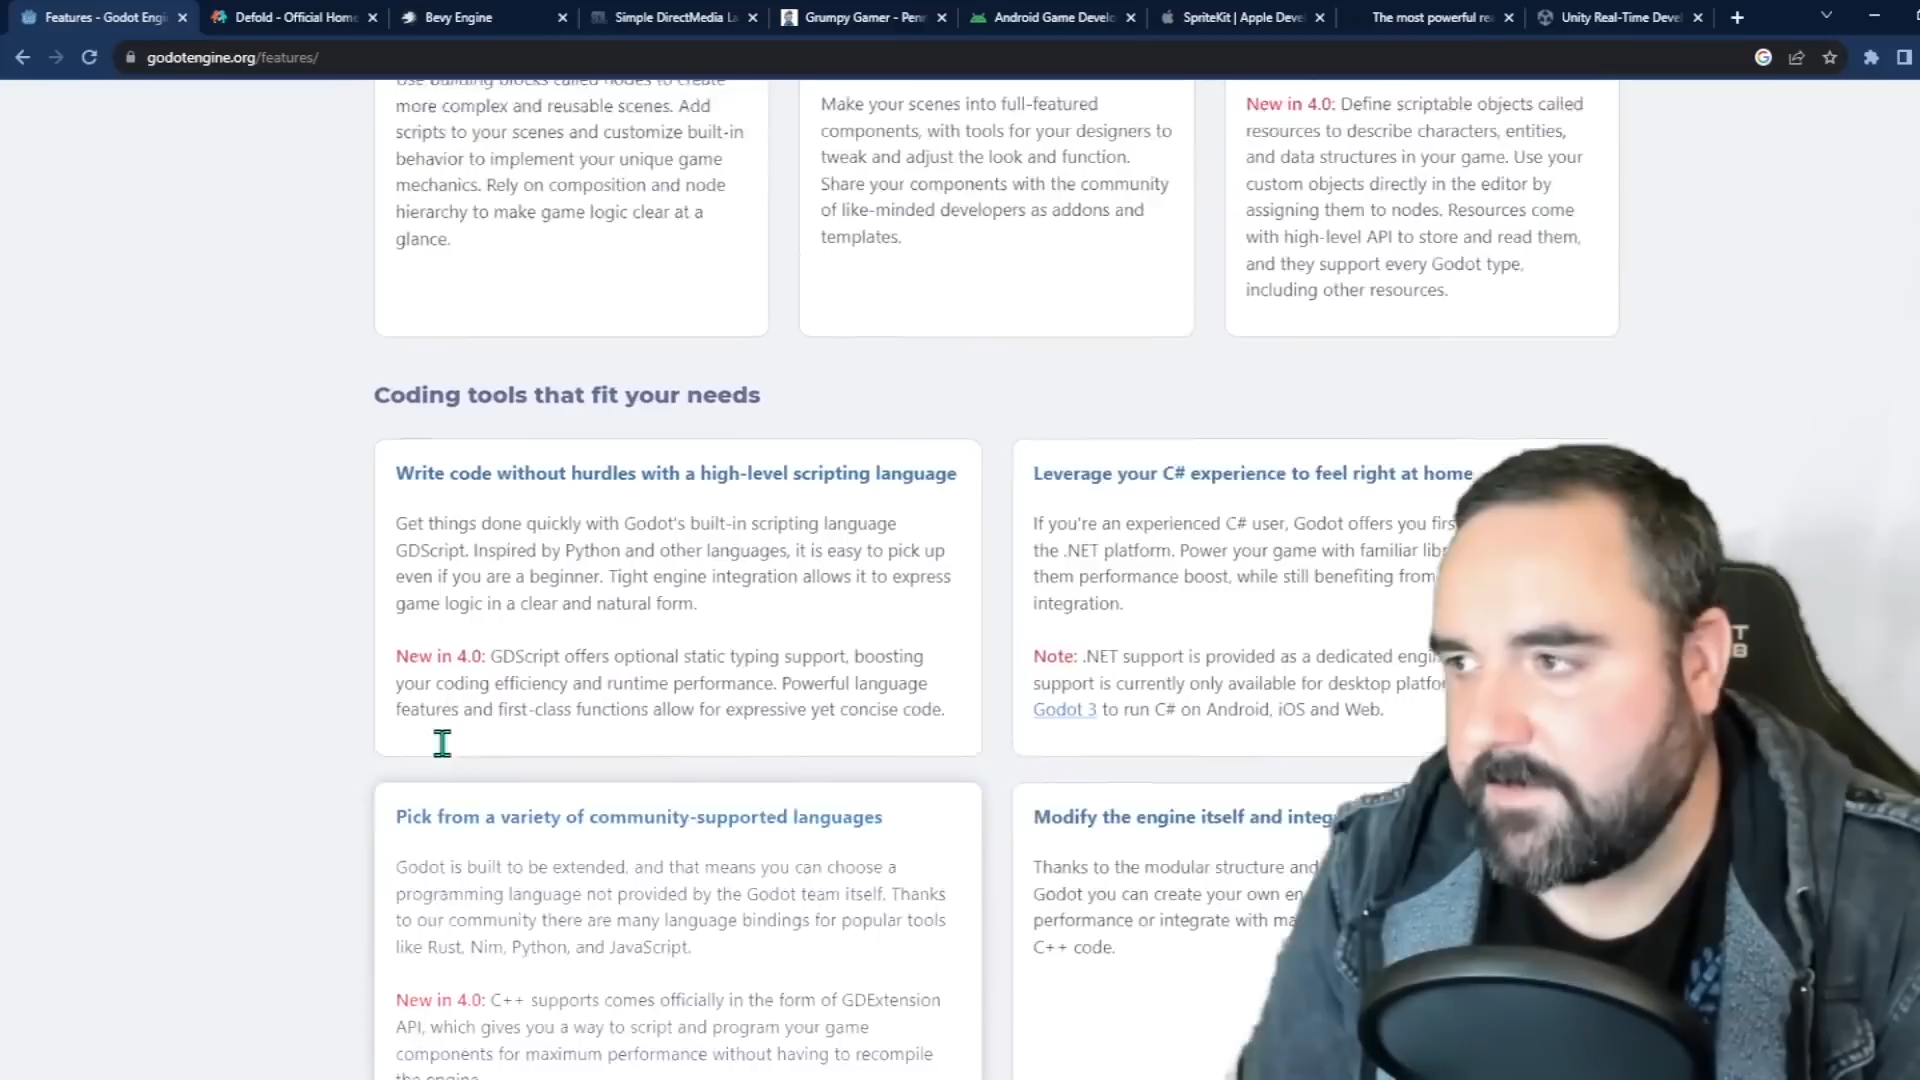 Features - Godot Engi
Defold - Official Home
Bevy Engine
Simple DirectMedia La
Grumpy Gamer - Penr
Android Game Develo
SpriteKit | Apple Deve
The most powerful re
Unity Real-Time Deve
godotengine.org/features/
Use building blocks called nodes to create
more complex and reusable scenes. Add
scripts to your scenes and customize built-in
behavior to implement your unique game
mechanics. Rely on composition and node
hierarchy to make game logic clear at a
glance.
Make your scenes into full-featured
components, with tools for your designers to
tweak and adjust the look and function.
Share your components with the community
of like-minded developers as addons and
templates.
New in 4.0: Define scriptable objects called
resources to describe characters, entities,
and data structures in your game. Use your
custom objects directly in the editor by
assigning them to nodes. Resources come
with high-level API to store and read them,
and they support every Godot type,
including other resources.
Coding tools that fit your needs
Write code without hurdles with a high-level scripting language
Get things done quickly with Godot's built-in scripting language
GDScript. Inspired by Python and other languages, it is easy to pick up
even if you are a beginner. Tight engine integration allows it to express
game logic in a clear and natural form.
New in 4.0: GDScript offers optional static typing support, boosting
your coding efficiency and runtime performance. Powerful language
features and first-class functions allow for expressive yet concise code.
Leverage your C# experience to feel right at home
If you're an experienced C# user, Godot offers you firs
the .NET platform. Power your game with familiar lib
them performance boost, while still benefiting from
integration.
Note: .NET support is provided as a dedicated engi
support is currently only available for desktop platfo
Godot 3 to run C# on Android, iOS and Web.
Pick from a variety of community-supported languages
Godot is built to be extended, and that means you can choose a
programming language not provided by the Godot team itself. Thanks
to our community there are many language bindings for popular tools
like Rust, Nim, Python, and JavaScript.
New in 4.0: C++ supports comes officially in the form of GDExtension
API, which gives you a way to script and program your game
components for maximum performance without having to recompile
the engine.
Modify the engine itself and integ
Thanks to the modular structure and
Godot you can create your own en
performance or integrate with ma
C++ code.